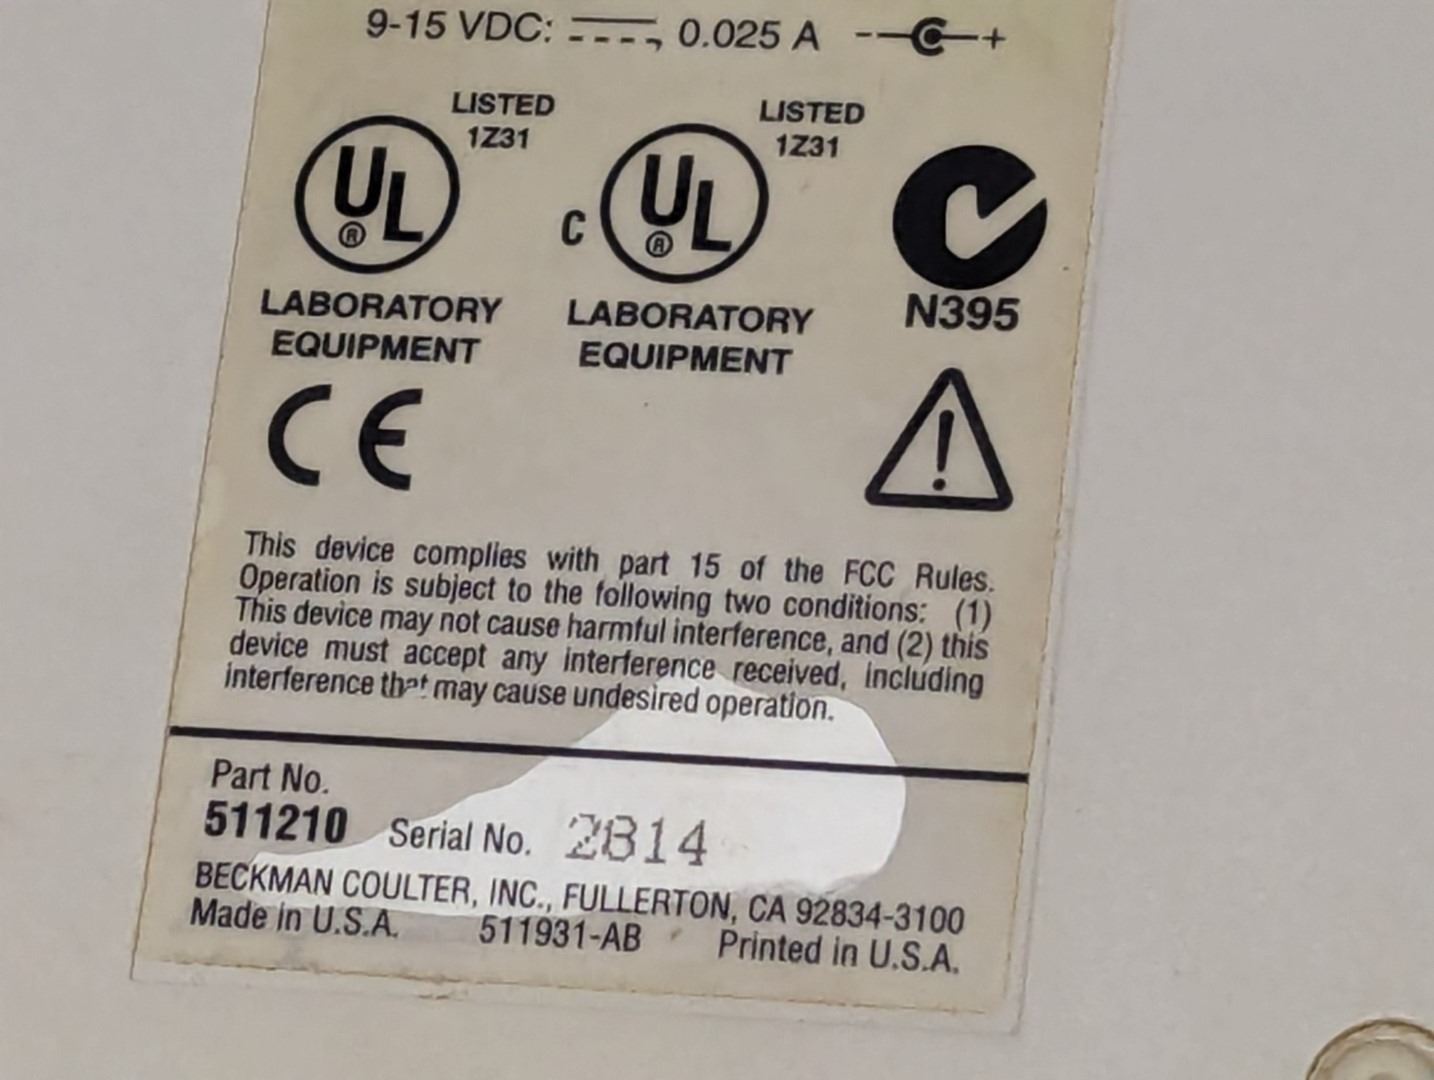 9-15 VDC: 0.025 A - +
LISTED 1Z31
UL ®
LABORATORY EQUIPMENT
LISTED 1Z31
C UL ®
LABORATORY EQUIPMENT
N395
CE
!
This device complies with part 15 of the FCC Rules.
Operation is subject to the following two conditions: (1)
This device may not cause harmful interference, and (2) this
device must accept any interference received, including
interference that may cause undesired operation.
Part No.
511210 Serial No. 2814
BECKMAN COULTER, INC., FULLERTON, CA 92834-3100
Made in U.S.A. 511931-AB Printed in U.S.A.